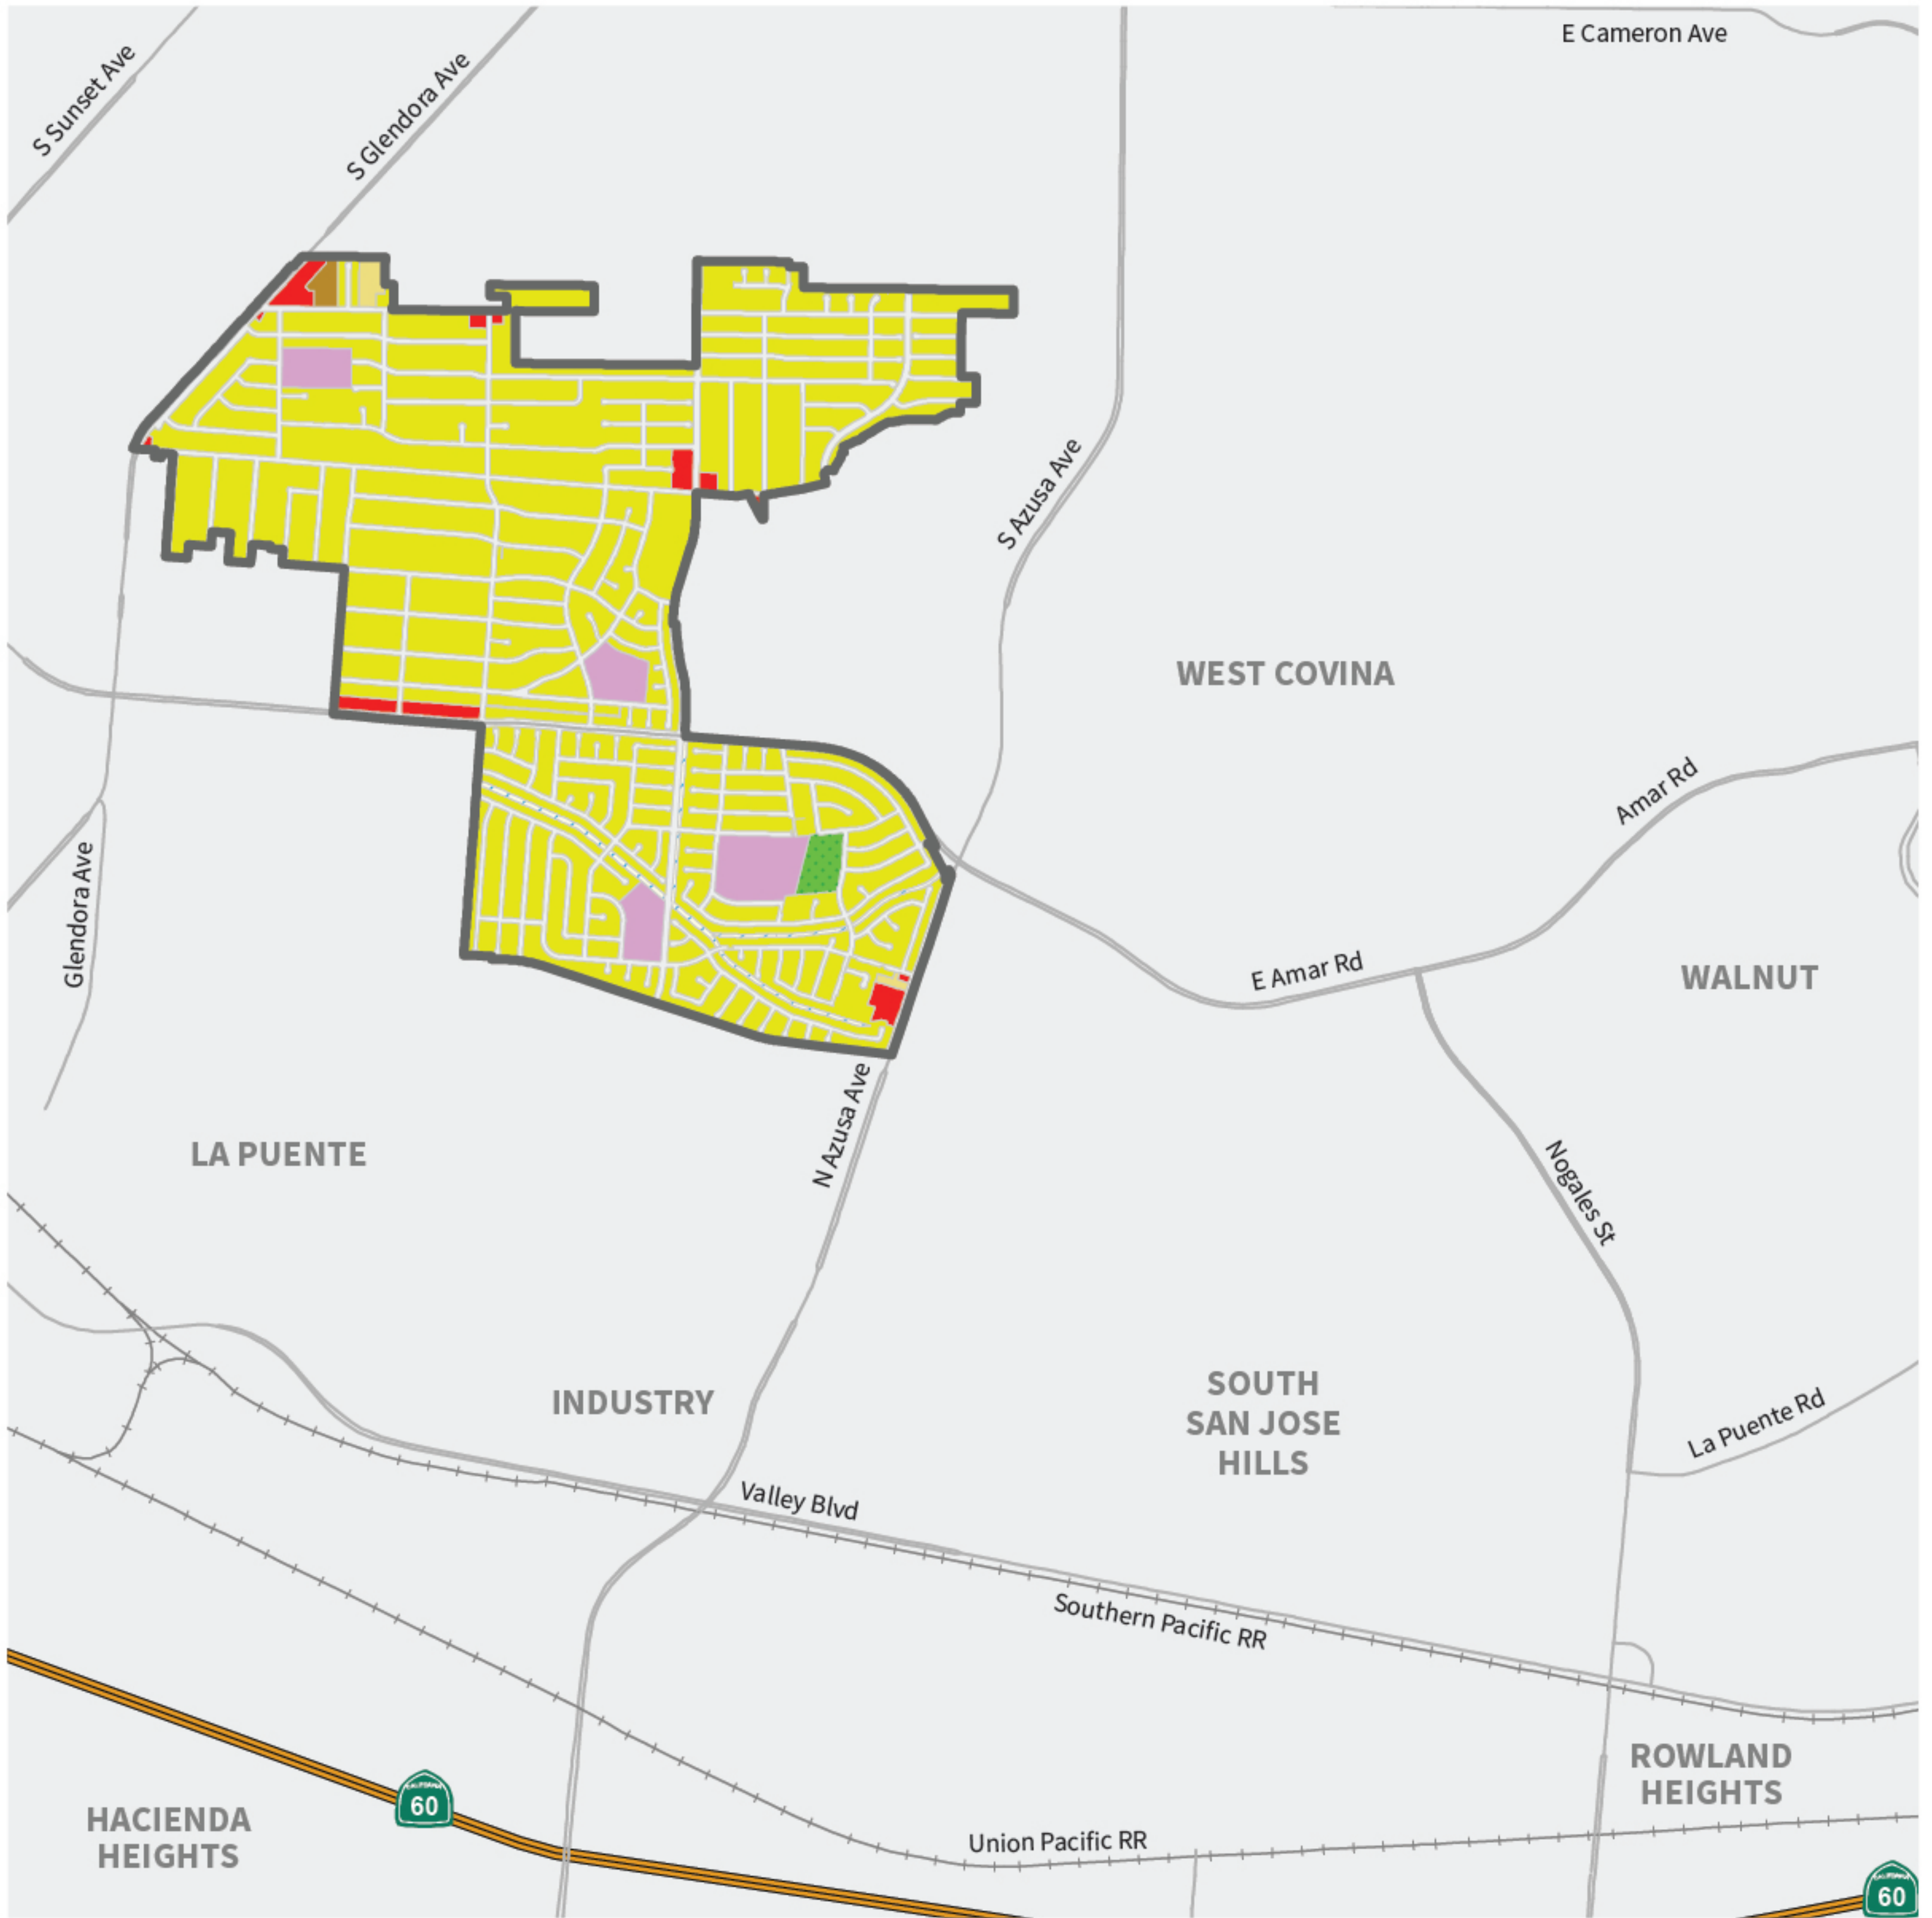 E Cameron Ave
S Sunset Ave
S Glendora Ave
S Azusa Ave
WEST COVINA
Amar Rd
Glendora Ave
E Amar Rd
WALNUT
N Azusa Ave
LA PUENTE
Nogales St
INDUSTRY
SOUTH
SAN JOSE
HILLS
La Puente Rd
Valley Blvd
Southern Pacific RR
ROWLAND
HEIGHTS
CALIFORNIA
60
HACIENDA
HEIGHTS
Union Pacific RR
CALIFORNIA
60